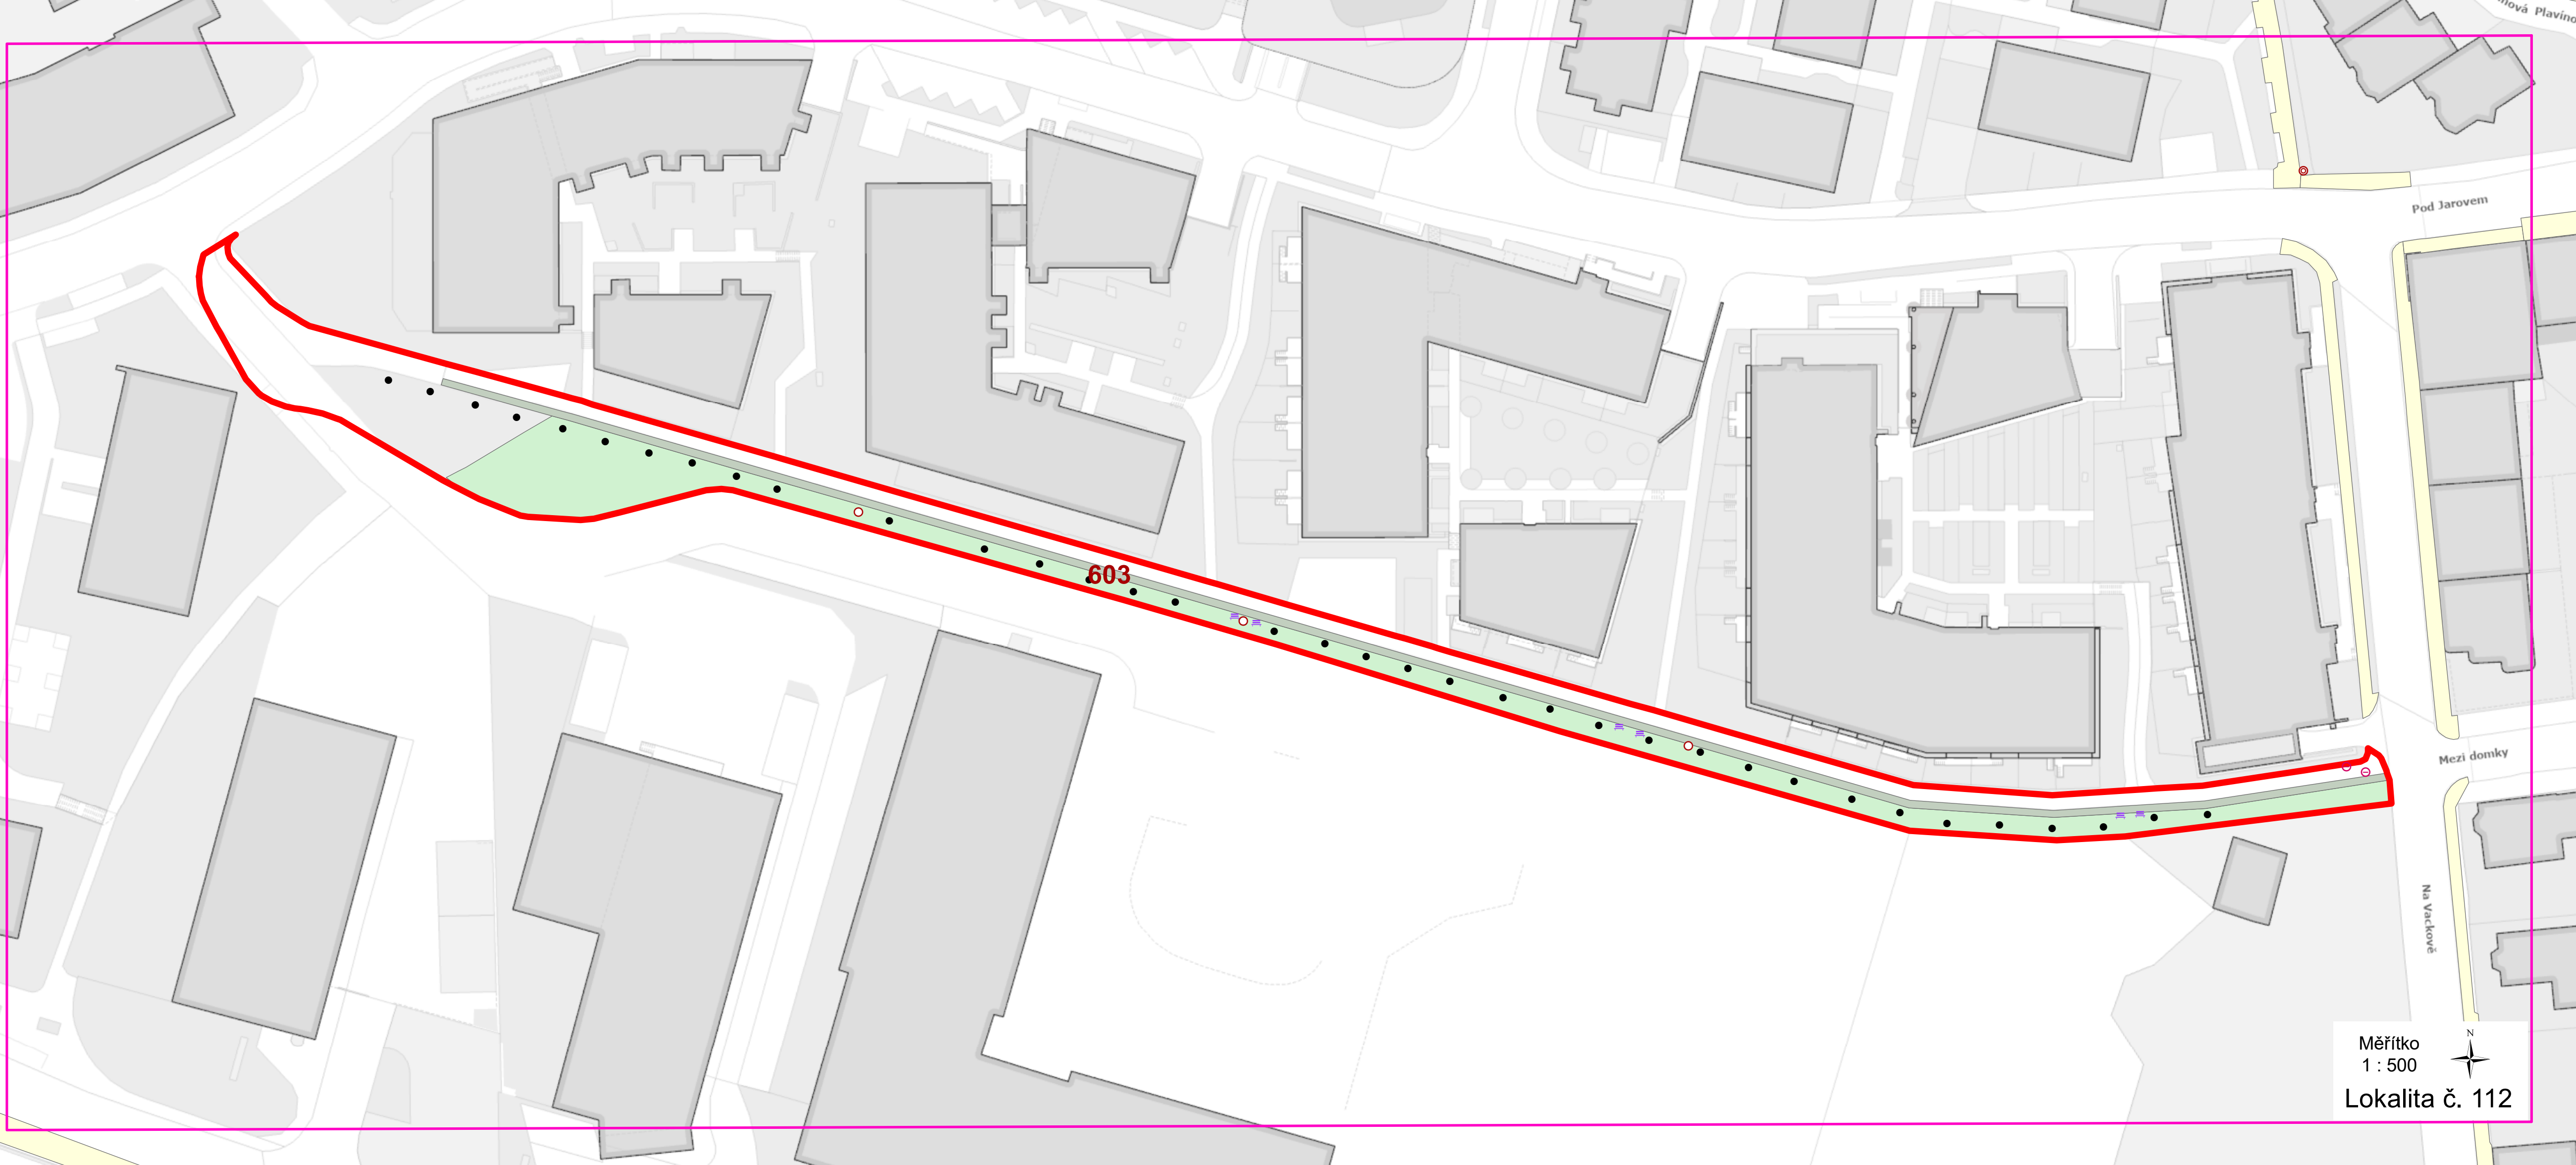 Pod Jarovem
603
Mezi domky
Na Vackově
N
Měřítko
1 : 500
Lokalita č. 112